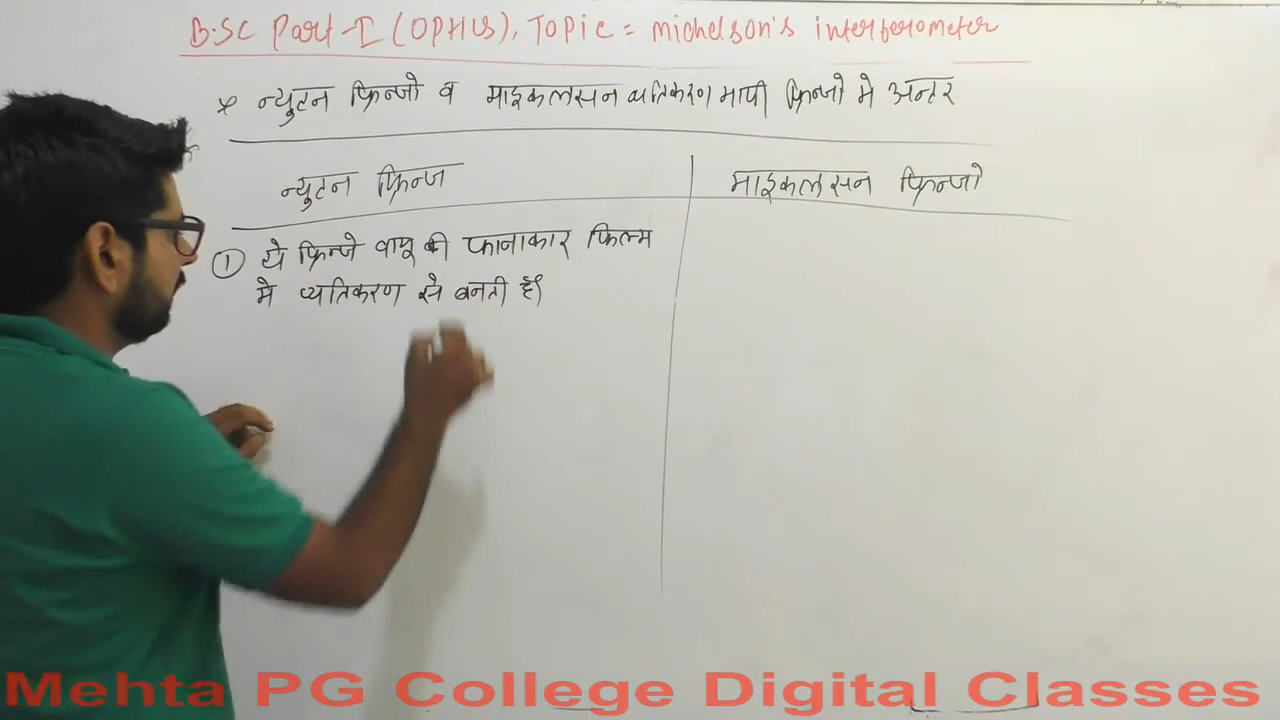 B.SC Part-I (OPTICS), Topic = michelson's interferometer
* न्युटन फ्रिन्जो व माइकलसन व्यतिकरण मापी फ्रिन्जो मे अन्तर
न्युटन फ्रिन्ज
माइकलसन फ्रिन्जो
① ये फ्रिन्जे वायु की फानाकार फिल्म
मे व्यतिकरण से बनती हैं
Mehta PG College Digital Classes